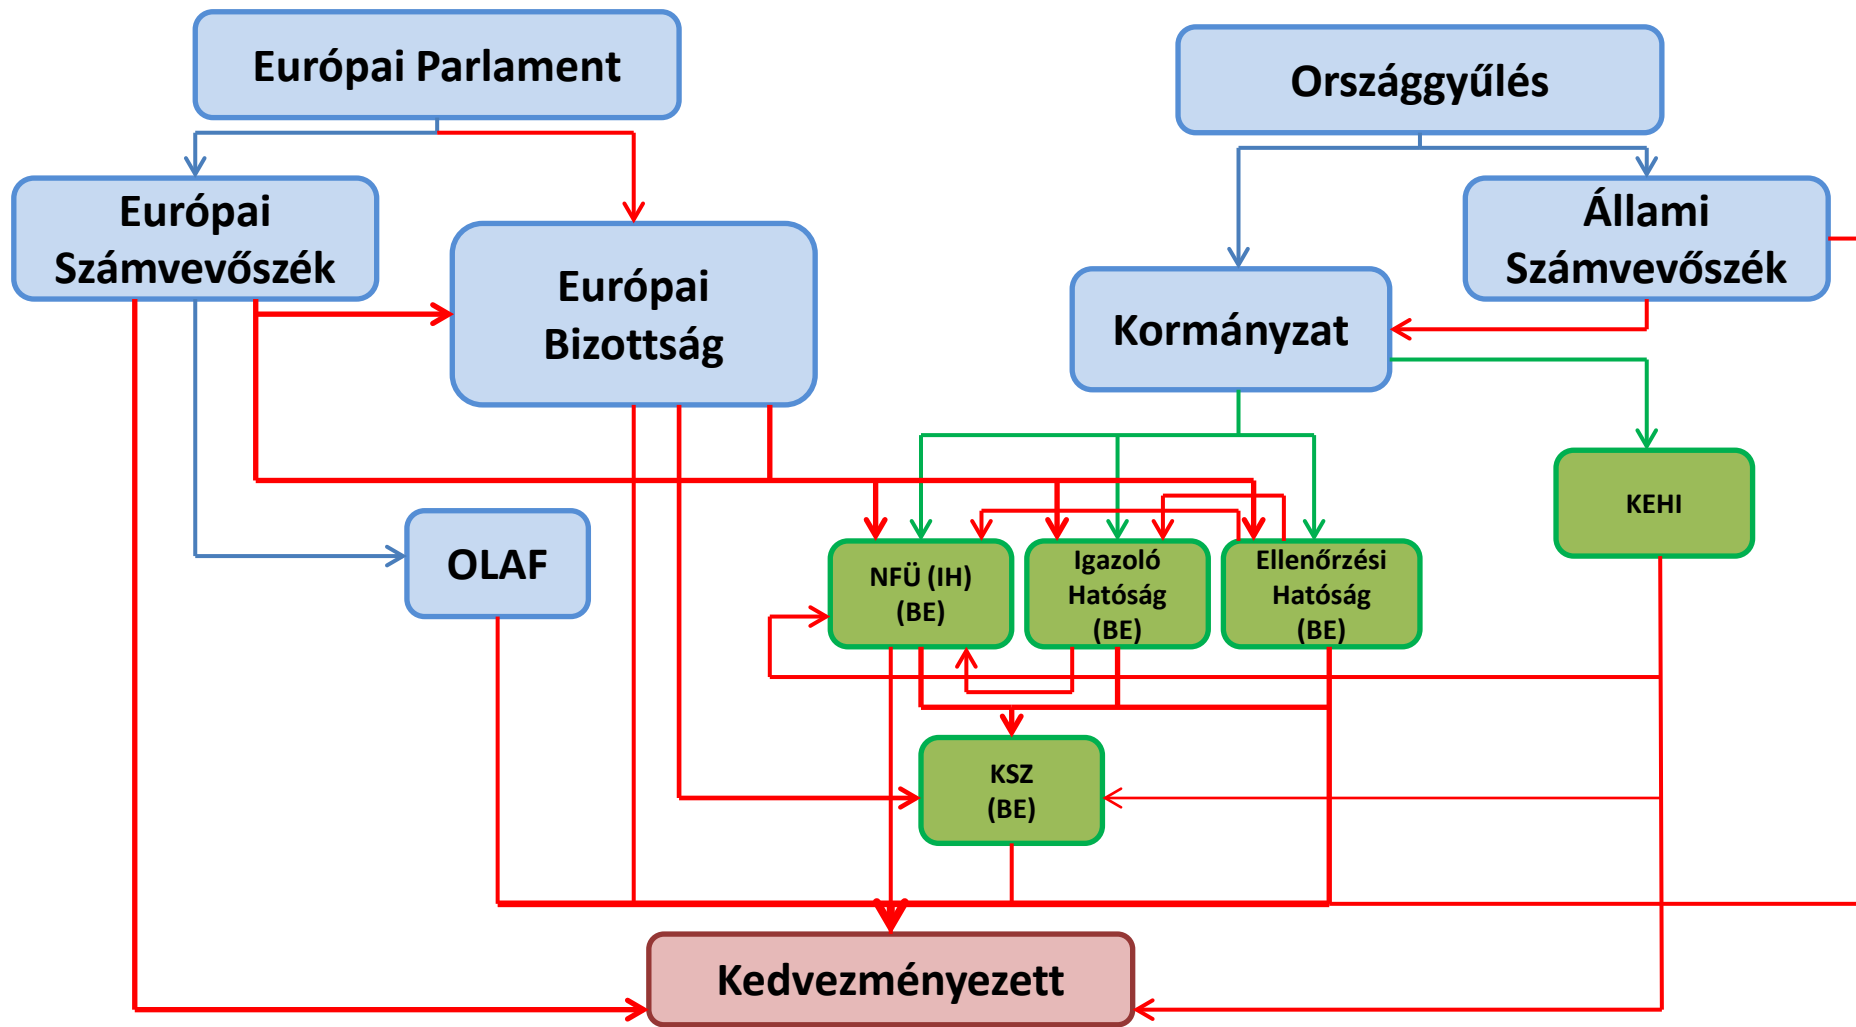 Európai Parlament
Országgyűlés
Európai
Számvevőszék
Állami
Számvevőszék
Európai
Bizottság
Kormányzat
KEHI
OLAF
NFÜ (IH)
(BE)
Igazoló
Hatóság
(BE)
Ellenőrzési
Hatóság
(BE)
KSZ
(BE)
Kedvezményezett